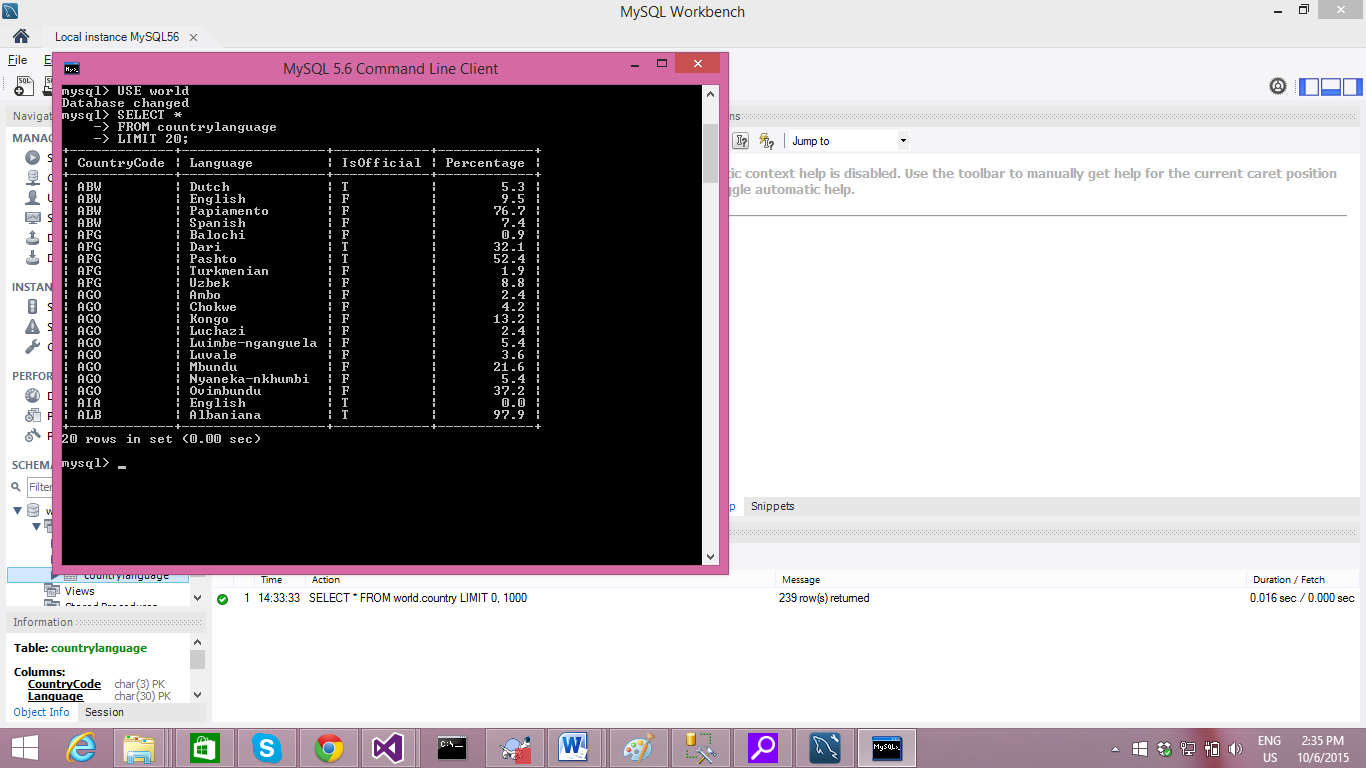 MySQL Workbench
Local instance MySQL56
File
MySQL 5.6 Command Line Client
mysql> USE world
Database changed
mysql> SELECT *
    -> FROM countrylanguage
    -> LIMIT 20;
| CountryCode | Language | IsOfficial | Percentage |
| ABW | Dutch | T | 5.3 |
| ABW | English | F | 9.5 |
| ABW | Papiamento | F | 76.7 |
| ABW | Spanish | F | 7.4 |
| AFG | Balochi | F | 0.9 |
| AFG | Dari | T | 32.1 |
| AFG | Pashto | T | 52.4 |
| AFG | Turkmenian | F | 1.9 |
| AFG | Uzbek | F | 8.8 |
| AGO | Ambo | F | 2.4 |
| AGO | Chokwe | F | 4.2 |
| AGO | Kongo | F | 13.2 |
| AGO | Luchazi | F | 2.4 |
| AGO | Luimbe-nganguela | F | 5.4 |
| AGO | Luvale | F | 3.6 |
| AGO | Mbundu | F | 21.6 |
| AGO | Nyaneka-nkhumbi | F | 5.4 |
| AGO | Ovimbundu | F | 37.2 |
| AIA | English | T | 0.0 |
| ALB | Albaniana | T | 97.9 |
20 rows in set (0.00 sec)
mysql>
Navigat
MANAG
INSTAN
PERFOR
SCHEMA
Filter
Jump to
tic context help is disabled. Use the toolbar to manually get help for the current caret position
ggle automatic help.
Snippets
countrylanguage
Views
Stored Procedures
Time Action Message Duration / Fetch
1 14:33:33 SELECT * FROM world.country LIMIT 0, 1000 239 row(s) returned 0.016 sec / 0.000 sec
Information
Table: countrylanguage
Columns:
CountryCode char(3) PK
Language char(30) PK
Object Info Session
ENG
US
2:35 PM
10/6/2015